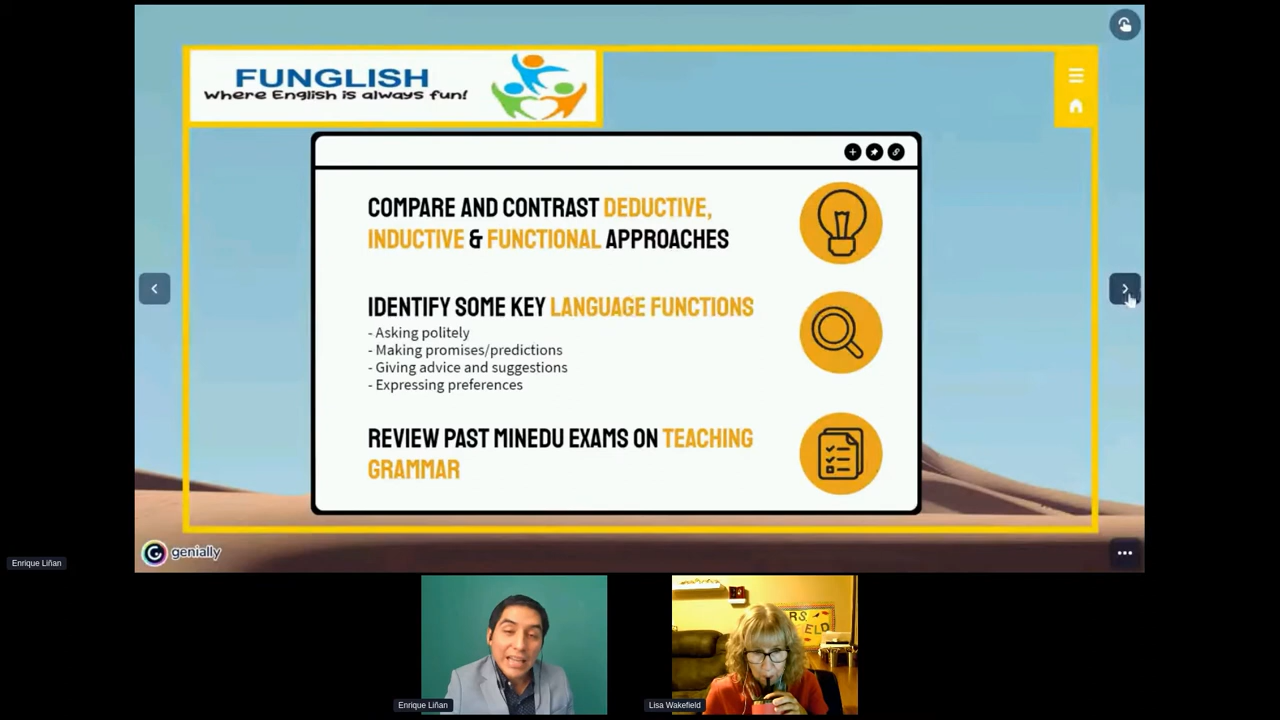 FUNGLISH
Where English is always fun!
COMPARE AND CONTRAST DEDUCTIVE,
INDUCTIVE & FUNCTIONAL APPROACHES
IDENTIFY SOME KEY LANGUAGE FUNCTIONS
- Asking politely
- Making promises/predictions
- Giving advice and suggestions
- Expressing preferences
REVIEW PAST MINEDU EXAMS ON TEACHING
GRAMMAR
genially
Enrique Liñan
RS.
ELD
Enrique Liñan
Lisa Wakefield